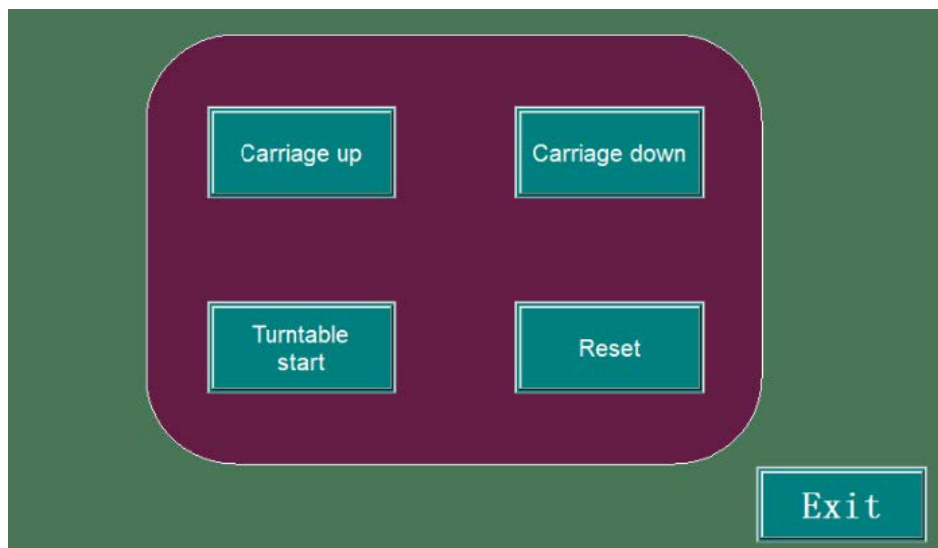 Carriage up
Carriage down
Turntable
start
Reset
Exit